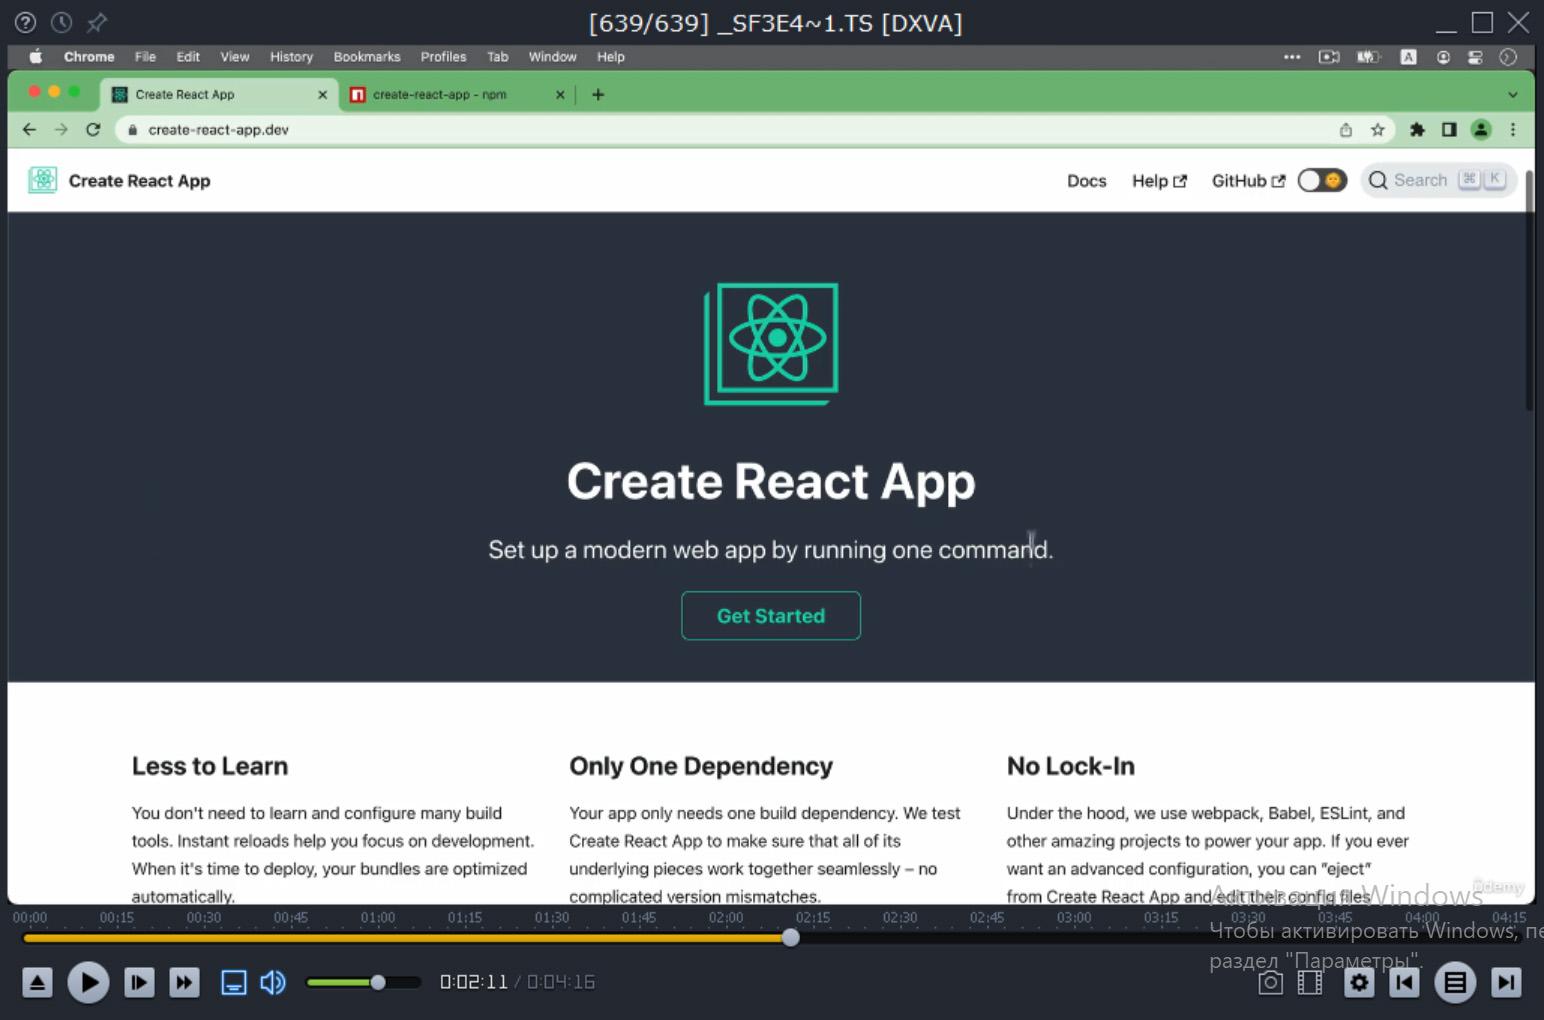 [639/639] _SF3E4~1.TS [DXVA]
Chrome File Edit View History Bookmarks Profiles Tab Window Help
A
Create React App
create-react-app - npm
create-react-app.dev
Create React App
Docs Help GitHub Search ⌘ K
Create React App
Set up a modern web app by running one command.
Get Started
Less to Learn
You don't need to learn and configure many build
tools. Instant reloads help you focus on development.
When it's time to deploy, your bundles are optimized
automatically.
Only One Dependency
Your app only needs one build dependency. We test
Create React App to make sure that all of its
underlying pieces work together seamlessly – no
complicated version mismatches.
No Lock-In
Under the hood, we use webpack, Babel, ESLint, and
other amazing projects to power your app. If you ever
want an advanced configuration, you can "eject"
from Create React App and edit their config files
ûdemy
Активация Windows
Чтобы активировать Windows, пе
раздел "Параметры".
00:00 00:15 00:30 00:45 01:00 01:15 01:30 01:45 02:00 02:15 02:30 02:45 03:00 03:15 03:30 03:45 04:00 04:15
0:02:11 / 0:04:16